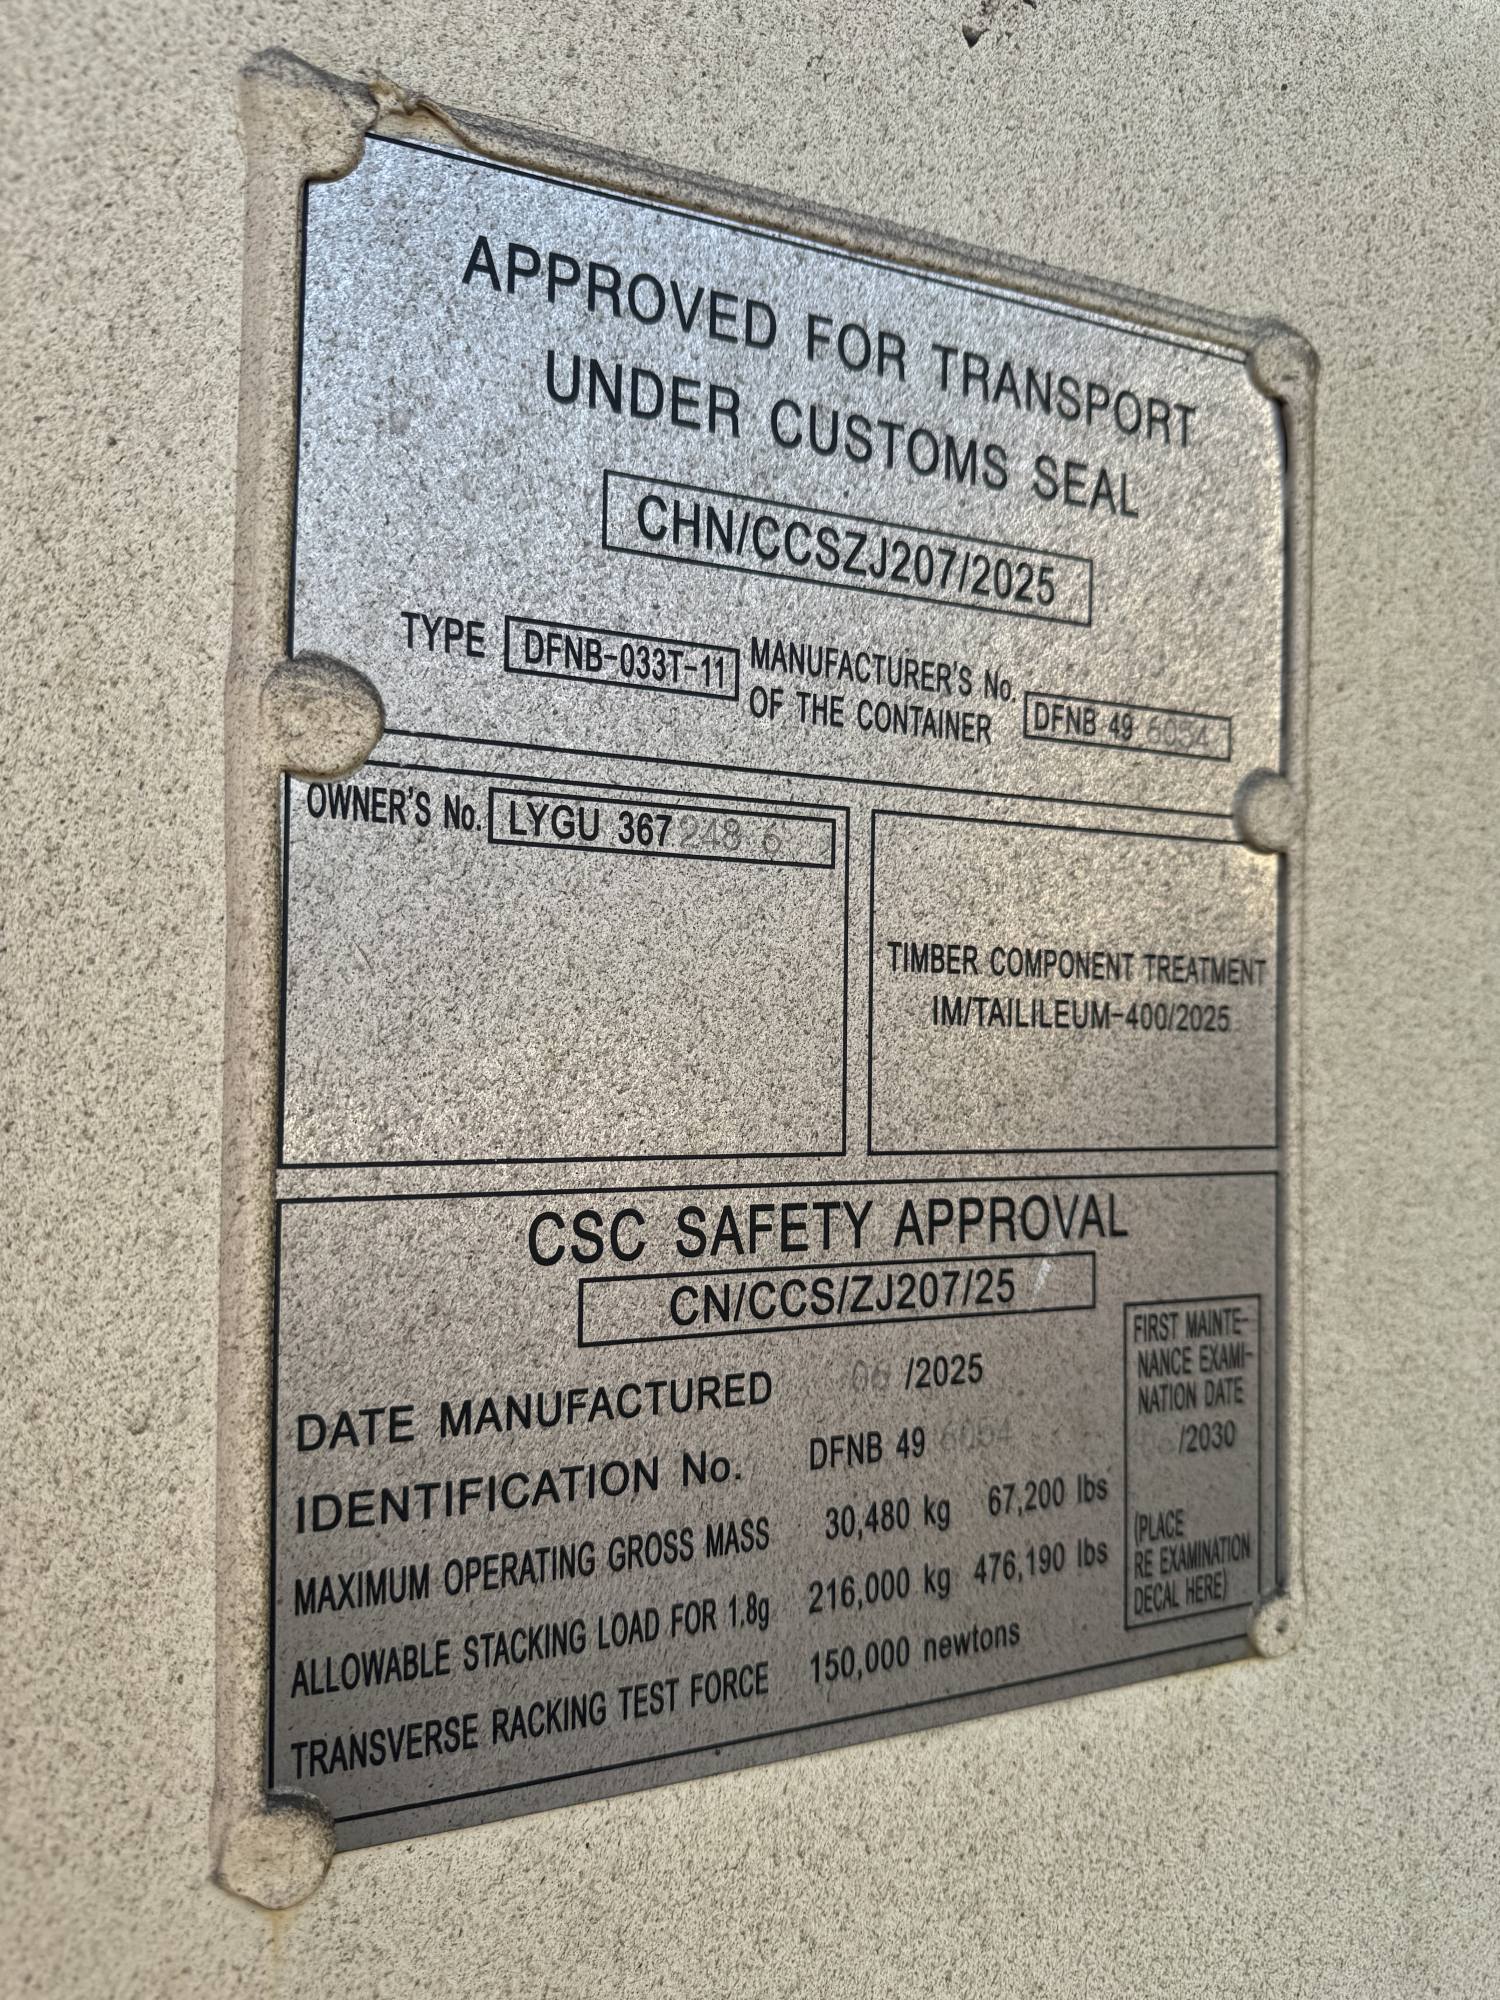 APPROVED FOR TRANSPORT
UNDER CUSTOMS SEAL
CHN/CCSZJ207/2025
TYPE DFNB-033T-11 MANUFACTURER'S No.
OF THE CONTAINER DFNB 49 6054
OWNER'S No. LYGU 367 248 6
TIMBER COMPONENT TREATMENT
IM/TAILILEUM-400/2025
CSC SAFETY APPROVAL
CN/CCS/ZJ207/25
DATE MANUFACTURED 06 /2025
IDENTIFICATION No. DFNB 49 6054
MAXIMUM OPERATING GROSS MASS 30,480 kg 67,200 lbs
ALLOWABLE STACKING LOAD FOR 1.8g 216,000 kg 476,190 lbs
TRANSVERSE RACKING TEST FORCE 150,000 newtons
FIRST MAINTE-
NANCE EXAMI-
NATION DATE
/2030
(PLACE
RE EXAMINATION
DECAL HERE)